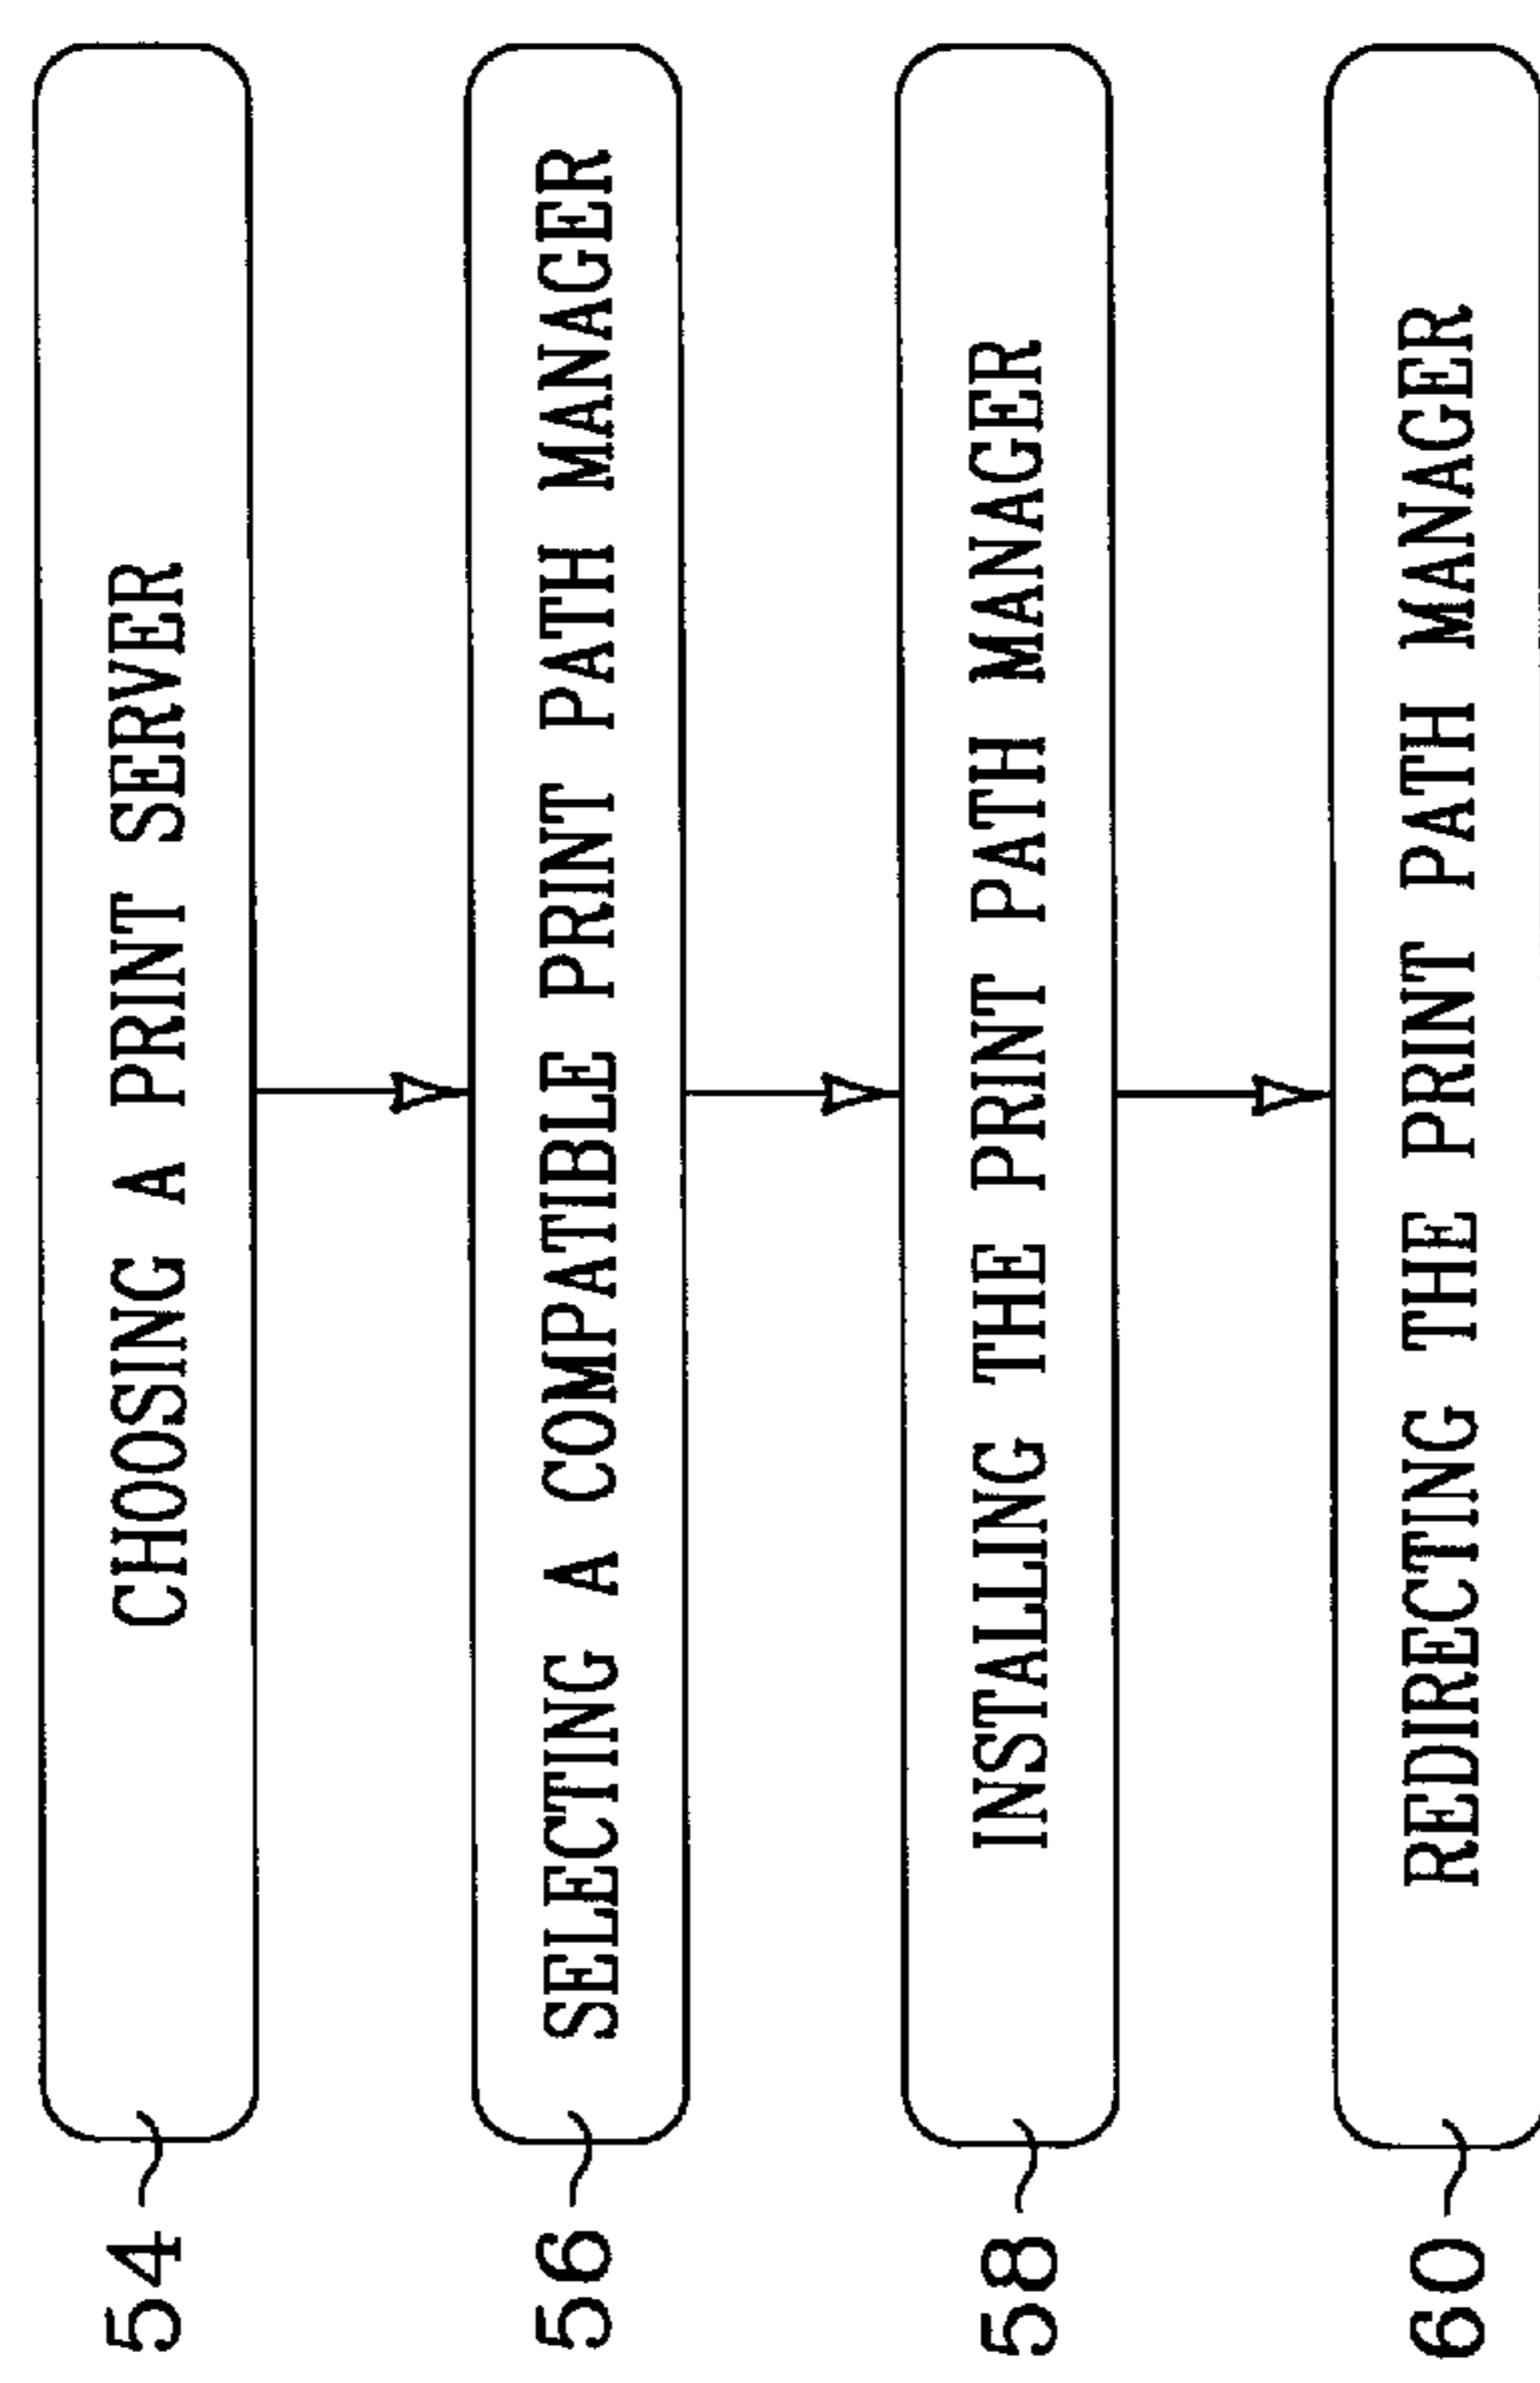 54 CHOOSING A PRINT SERVER
56 SELECTING A COMPATIBLE PRINT PATH MANAGER
58 INSTALLING THE PRINT PATH MANAGER
60 REDIRECTING THE PRINT PATH MANAGER